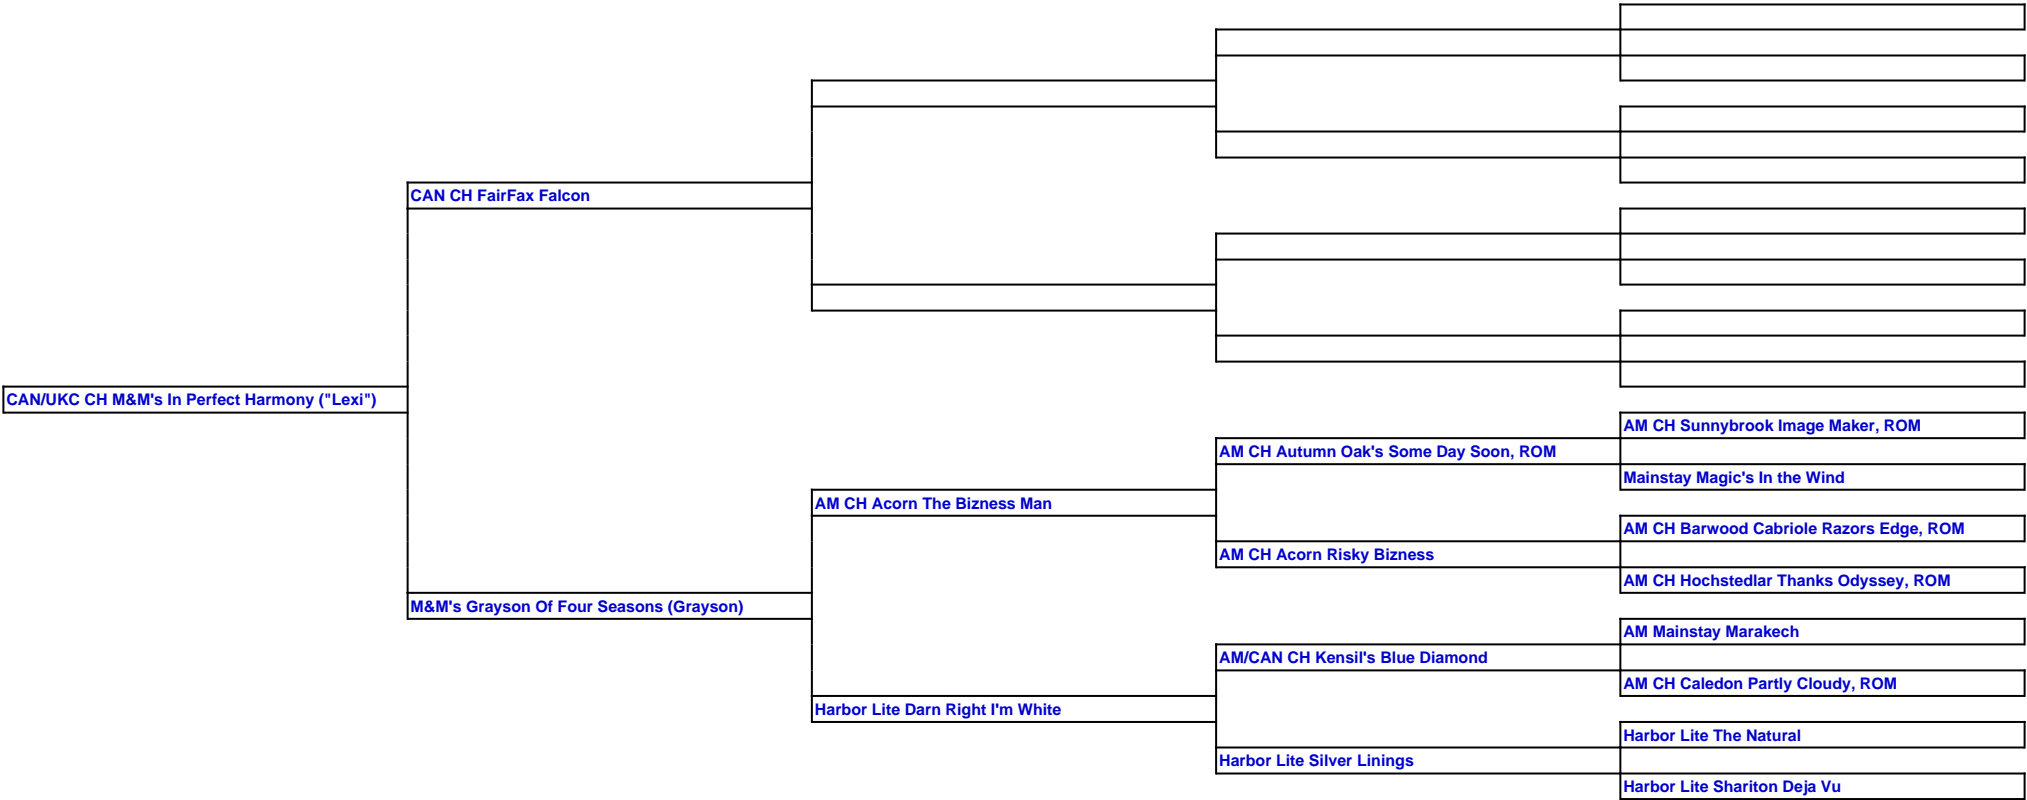 CAN CH FairFax Falcon
CAN/UKC CH M&M's In Perfect Harmony ("Lexi")
AM CH Sunnybrook Image Maker, ROM
AM CH Autumn Oak's Some Day Soon, ROM
Mainstay Magic's In the Wind
AM CH Acorn The Bizness Man
AM CH Barwood Cabriole Razors Edge, ROM
AM CH Acorn Risky Bizness
AM CH Hochstedlar Thanks Odyssey, ROM
M&M's Grayson Of Four Seasons (Grayson)
AM Mainstay Marakech
AM/CAN CH Kensil's Blue Diamond
AM CH Caledon Partly Cloudy, ROM
Harbor Lite Darn Right I'm White
Harbor Lite The Natural
Harbor Lite Silver Linings
Harbor Lite Shariton Deja Vu